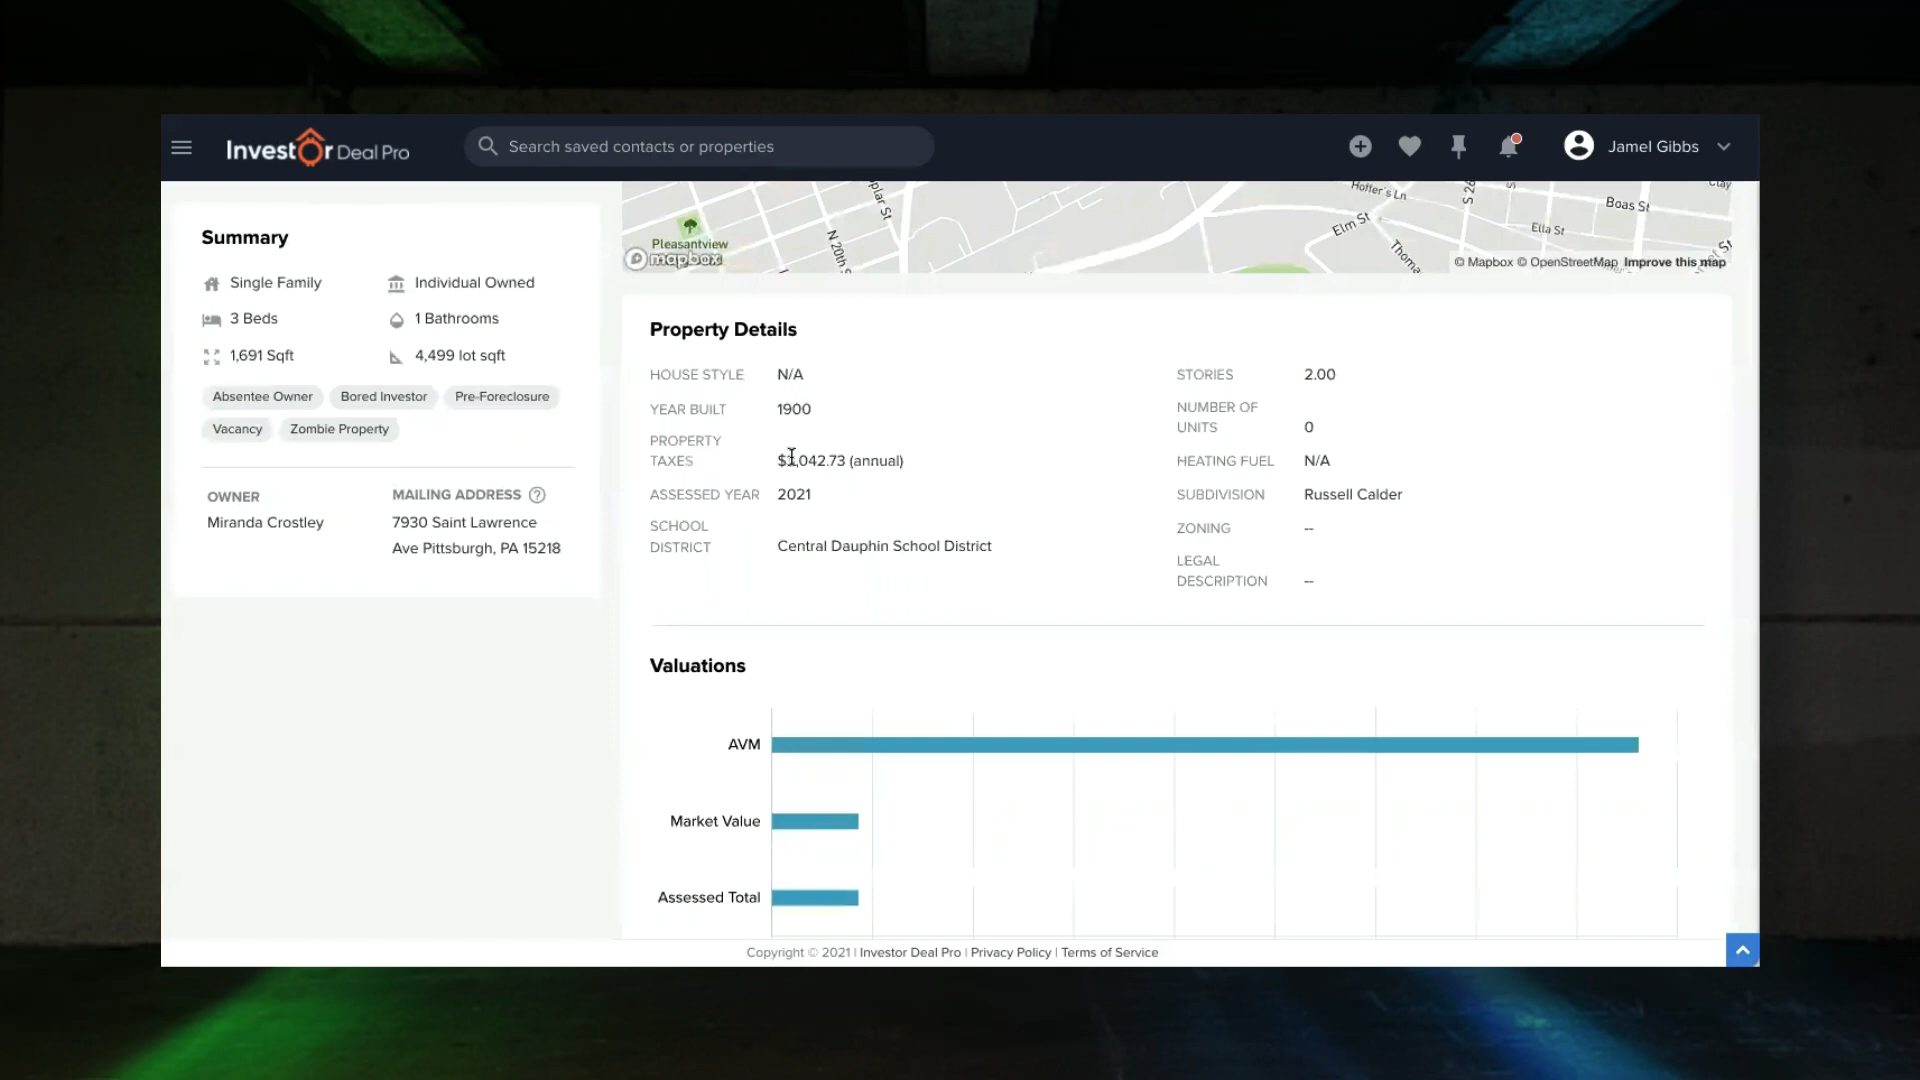 InvestOr Deal Pro
Search saved contacts or properties
Jamel Gibbs
Summary
Single Family
Individual Owned
3 Beds
1 Bathrooms
1,691 Sqft
4,499 lot sqft
Absentee Owner
Bored Investor
Pre-Foreclosure
Vacancy
Zombie Property
OWNER
Miranda Crostley
MAILING ADDRESS ?
7930 Saint Lawrence
Ave Pittsburgh, PA 15218
Pleasantview
mapbox
N 20th S
Hoffer's Ln
Elm St
Boas St
Ella St
© Mapbox © OpenStreetMap Improve this map
Property Details
HOUSE STYLE N/A
YEAR BUILT 1900
PROPERTY
TAXES
,042.73 (annual)
ASSESSED YEAR 2021
SCHOOL
DISTRICT
Central Dauphin School District
STORIES 2.00
NUMBER OF
UNITS
0
HEATING FUEL N/A
SUBDIVISION Russell Calder
ZONING --
LEGAL
DESCRIPTION
--
Valuations
AVM
Market Value
Assessed Total
Copyright © 2021 | Investor Deal Pro | Privacy Policy | Terms of Service